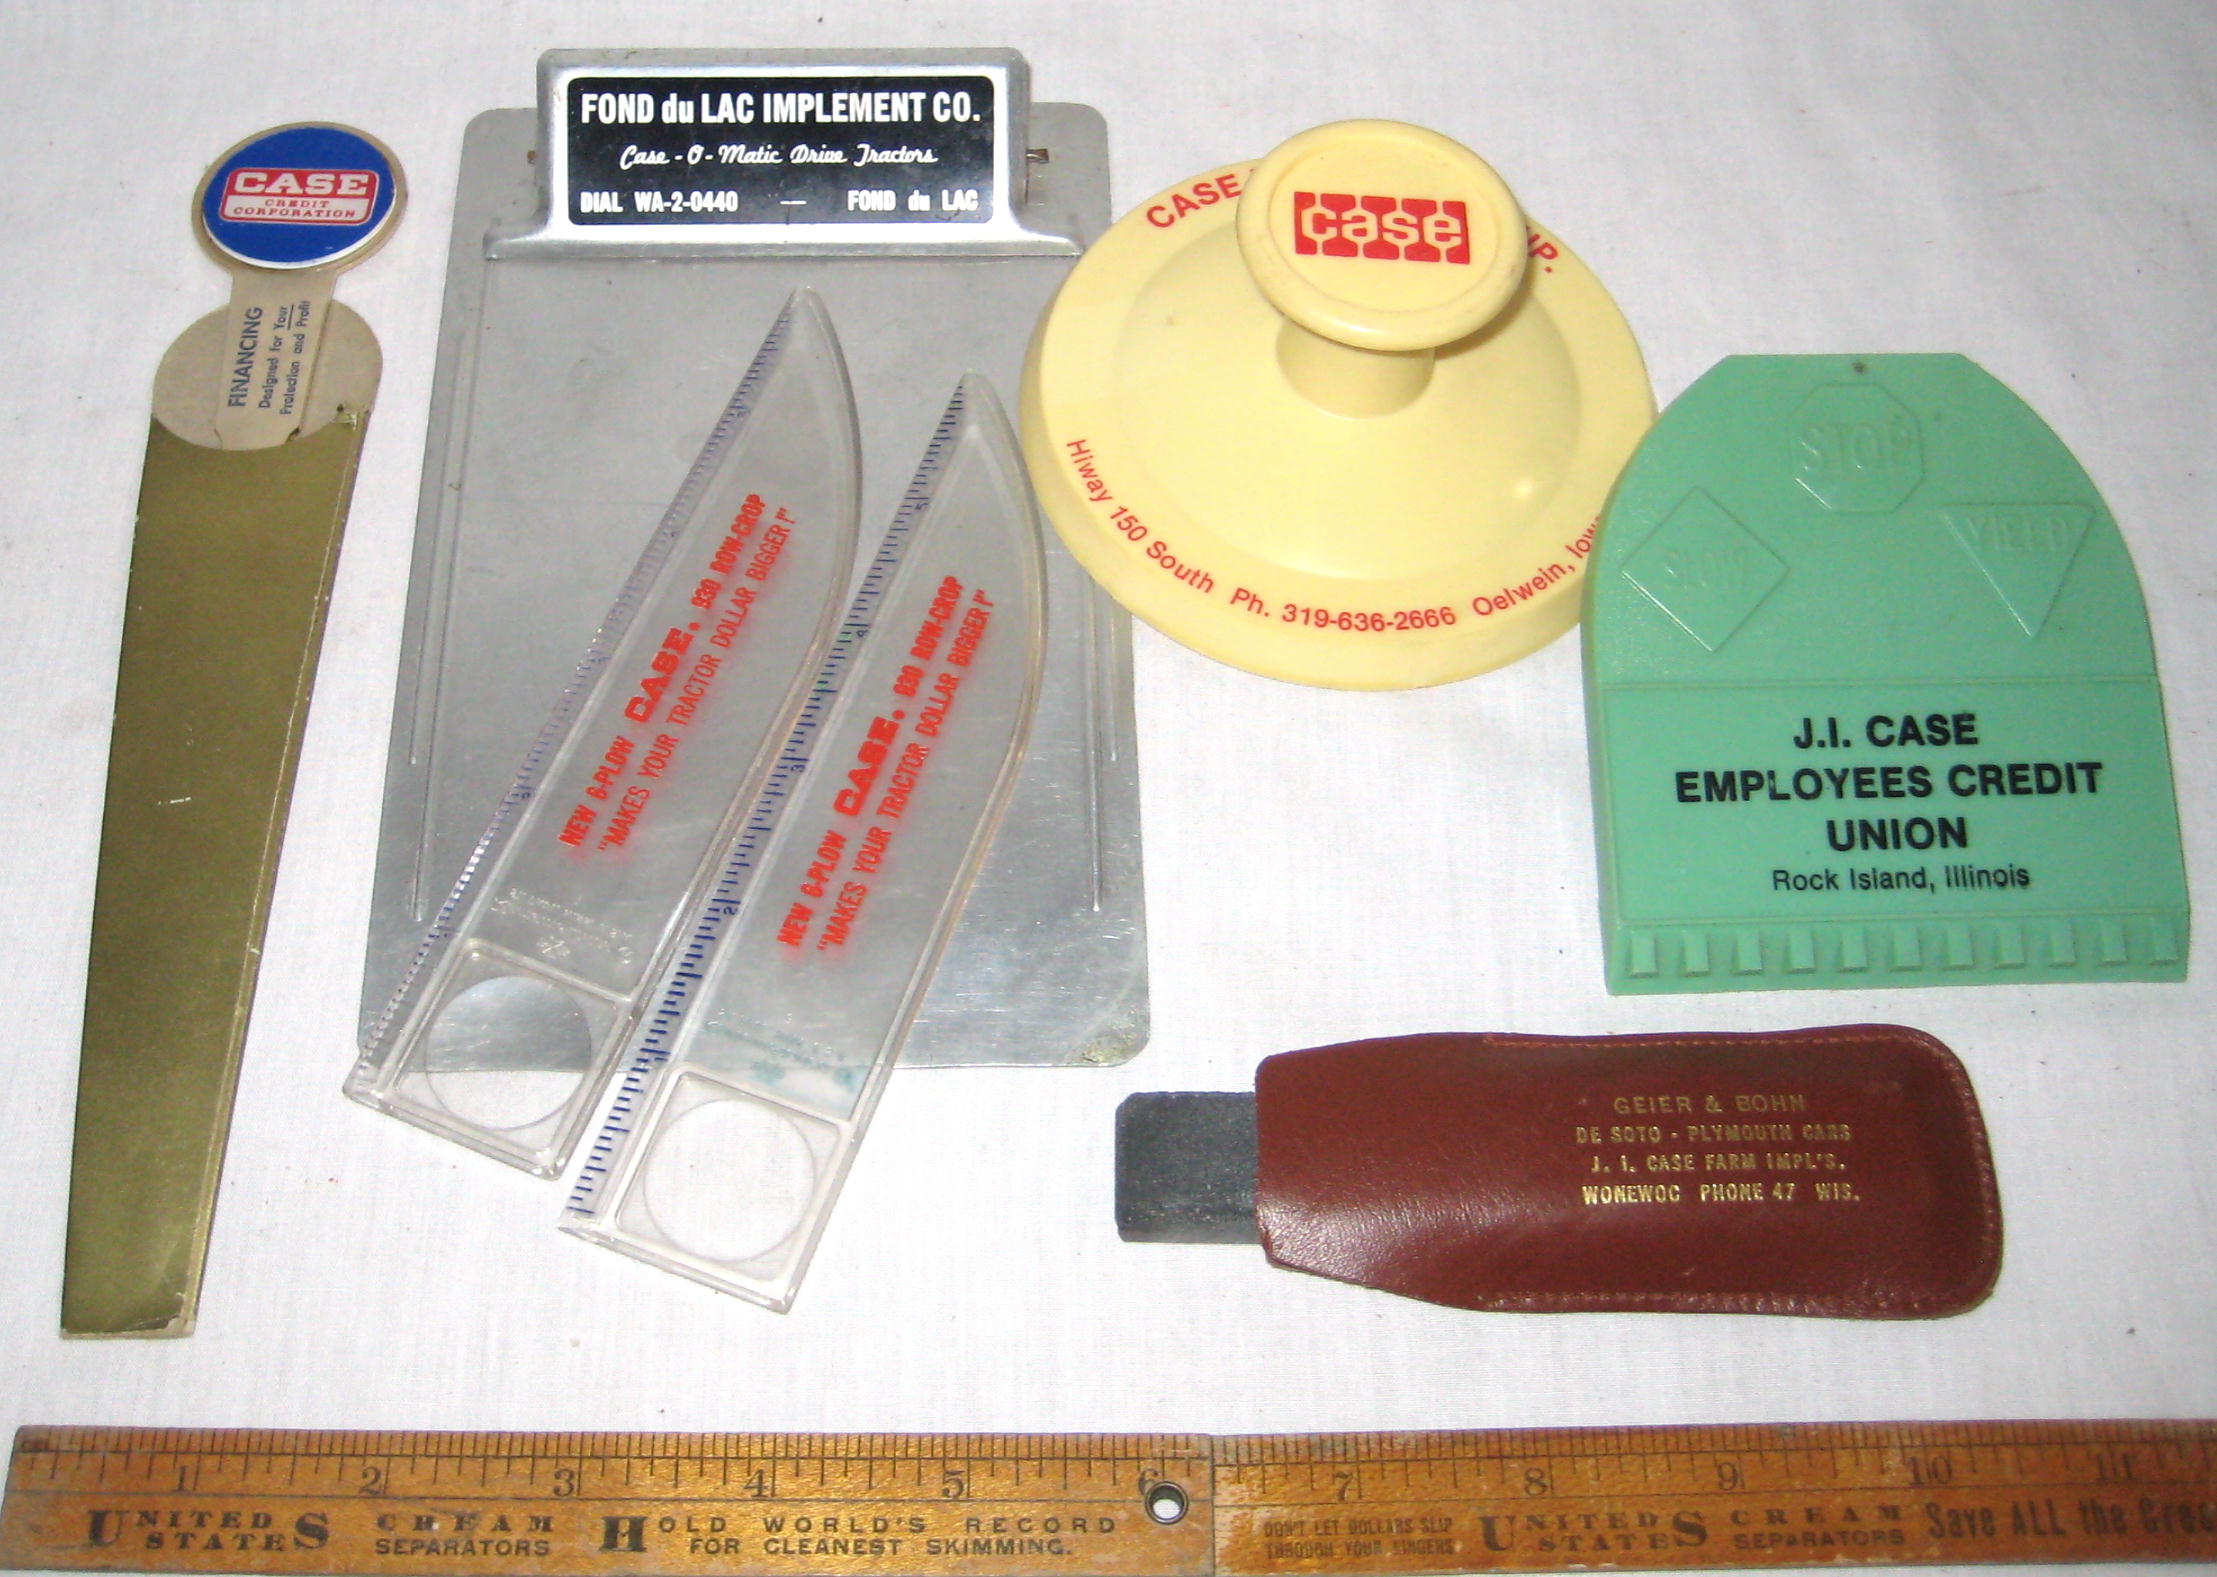 CASE
CREDIT
CORPORATION
FINANCING
Designed for Your
Protection and Profit
FOND du LAC IMPLEMENT CO.
Case-O-Matic Drive Tractors
DIAL WA-2-0440 — FOND du LAC
NEW 6-PLOW CASE. 930 ROW-CROP
"MAKES YOUR TRACTOR DOLLAR BIGGER!"
NEW 6-PLOW CASE. 930 ROW-CROP
"MAKES YOUR TRACTOR DOLLAR BIGGER!"
CASE
case
Hiway 150 South Ph. 319-636-2666 Oelwein, Iowa
STOP
SLOW
YIELD
J.I. CASE
EMPLOYEES CREDIT
UNION
Rock Island, Illinois
GEIER & BOHN
DE SOTO - PLYMOUTH CARS
J. I. CASE FARM IMPL'S.
WONEWOC PHONE 47 WIS.
1 2 3 4 5 6 7 8 9 10 11
UNITED STATES CREAM SEPARATORS HOLD WORLD'S RECORD FOR CLEANEST SKIMMING.
DON'T LET DOLLARS SLIP THROUGH YOUR FINGERS UNITED STATES CREAM SEPARATORS Save ALL the